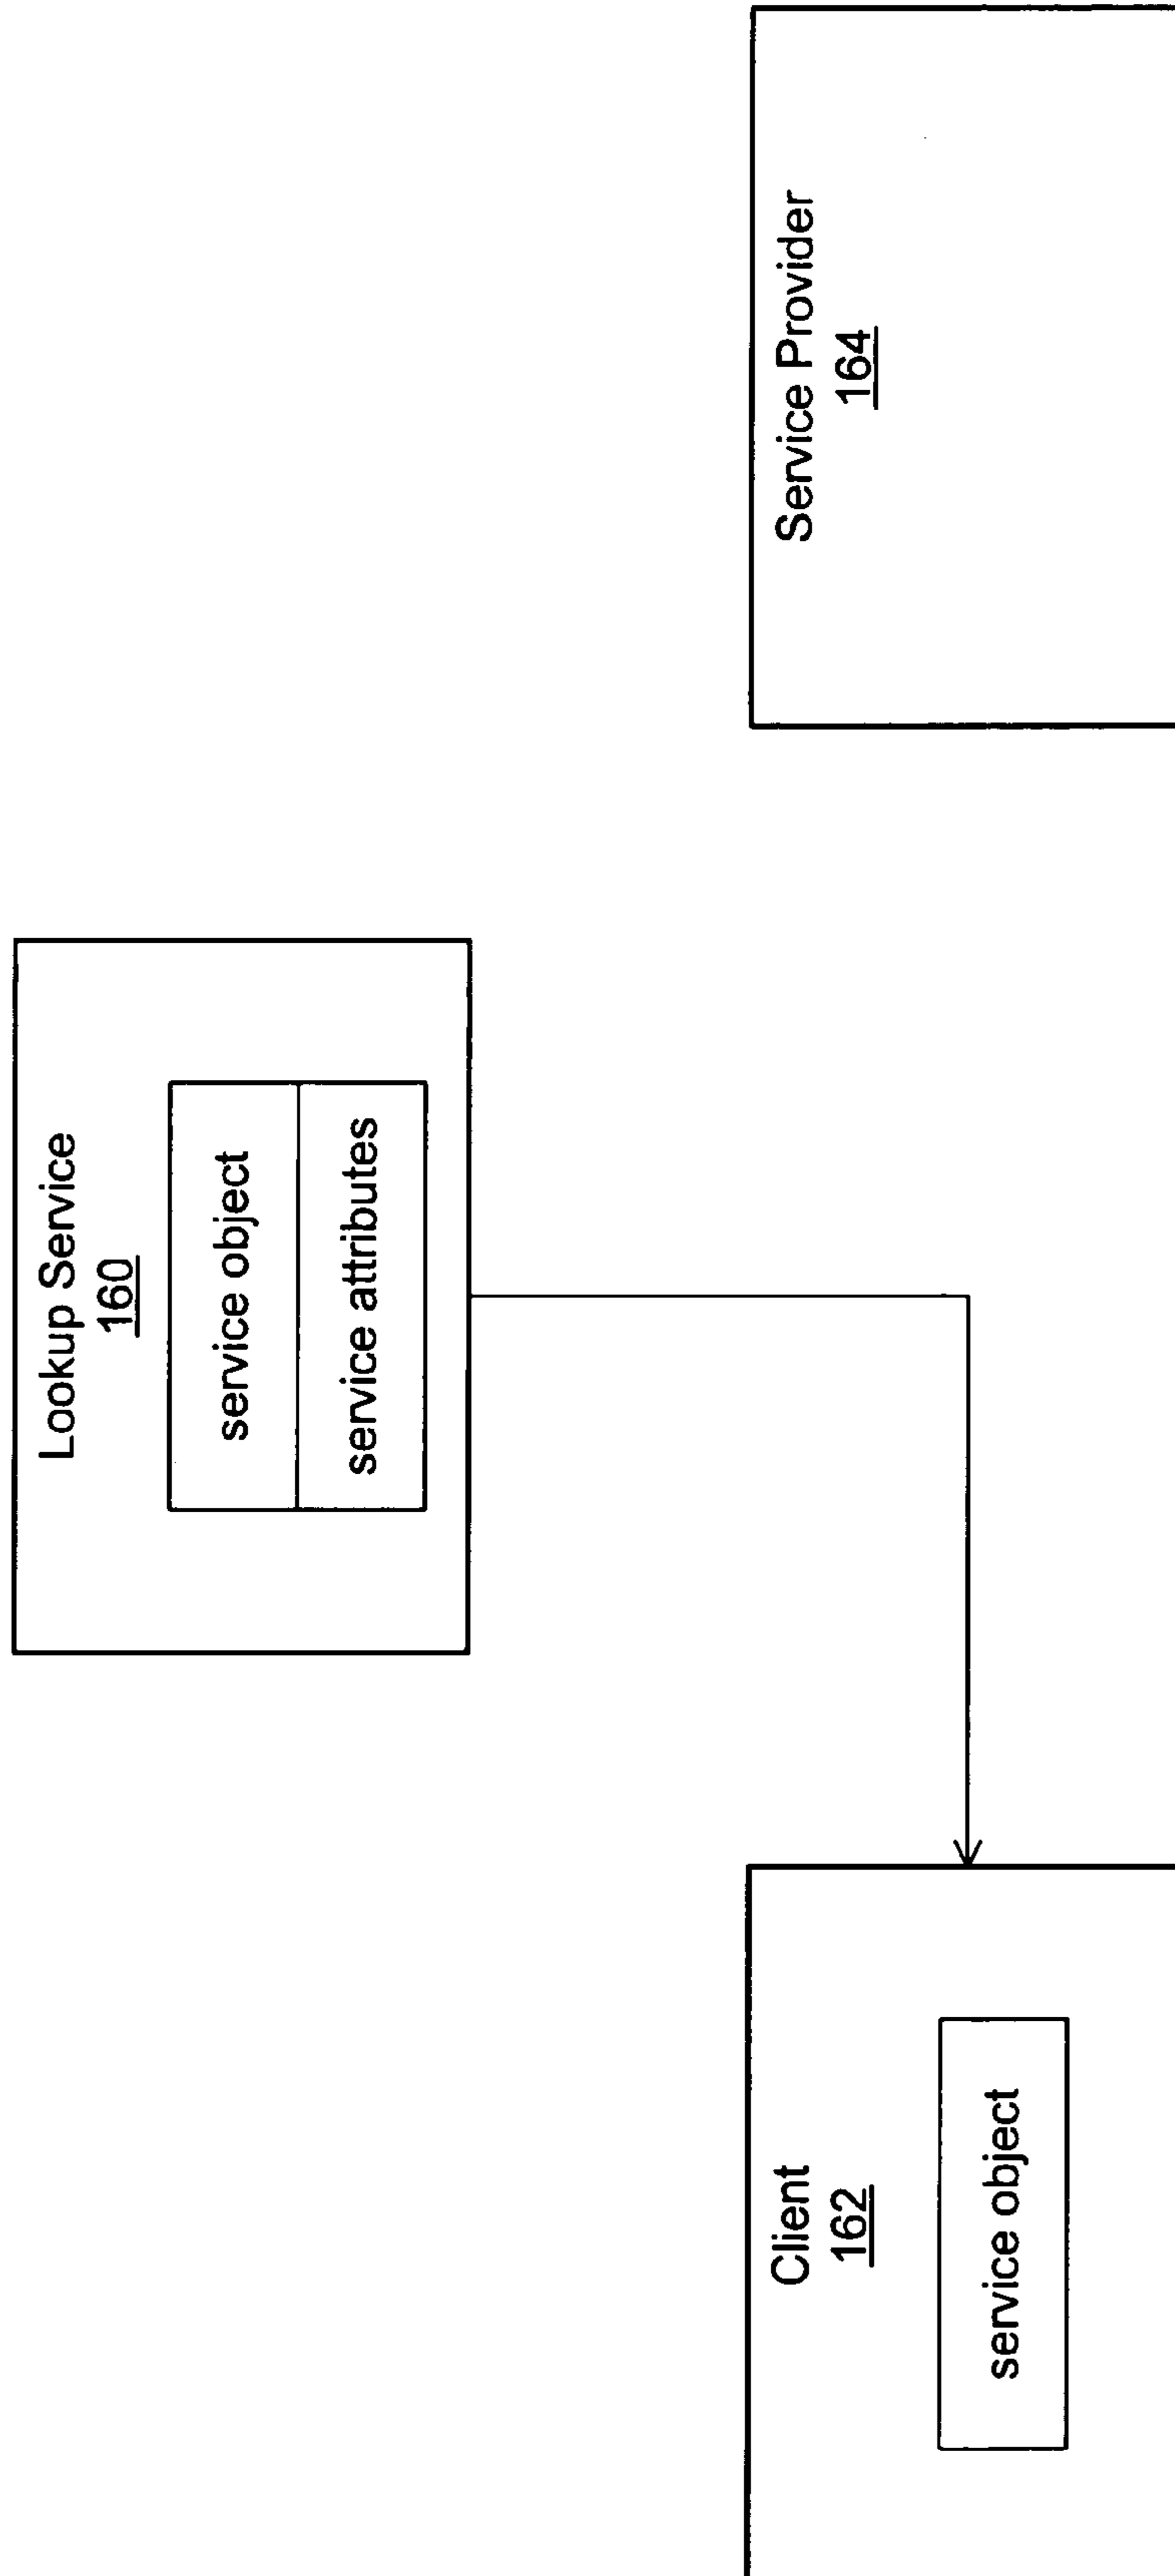 Lookup Service
160
service object
service attributes
Client
162
service object
Service Provider
164